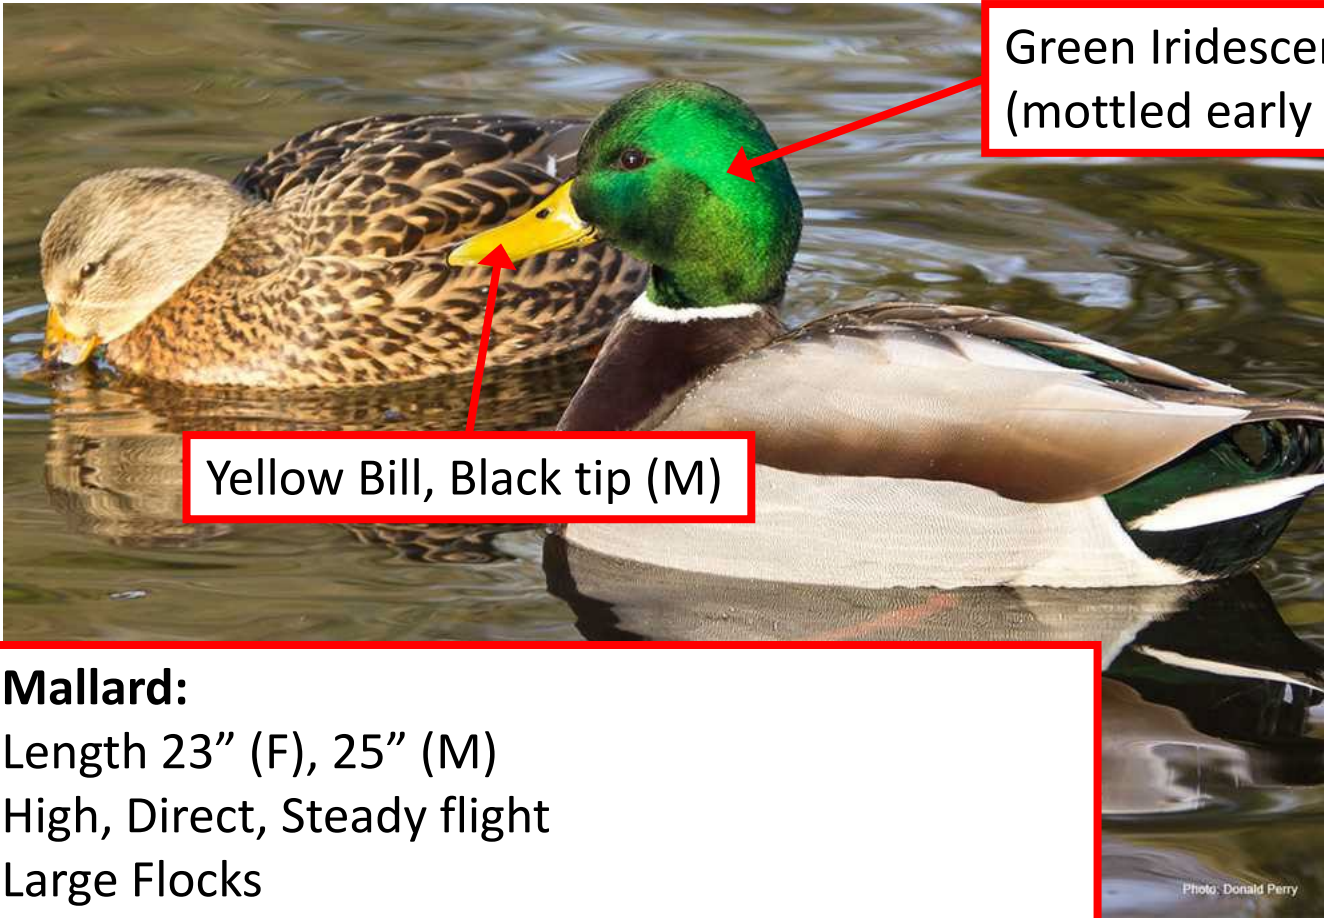 Green
(mottled early
Yellow Bill, Black tip (M)
Mallard:
Length 23” (F), 25” (M)
High, Direct, Steady flight
Large Flocks
Photo: Donald Perry